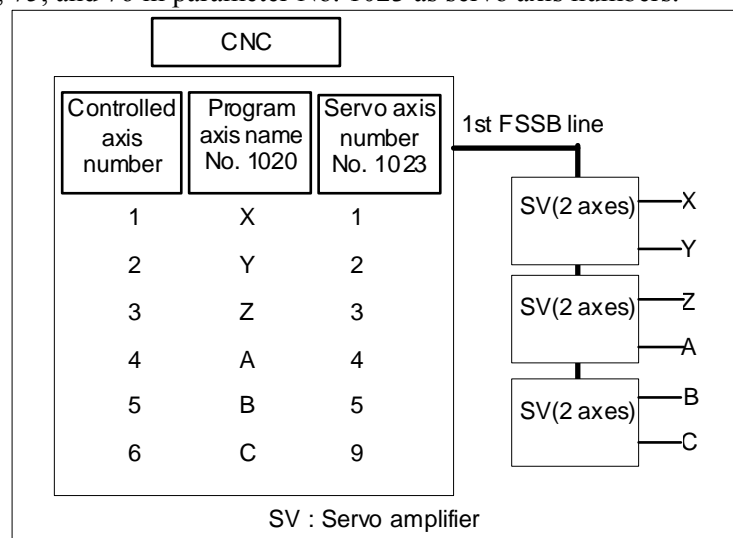 , 75, and 76 in parameter No. 1023 as servo axis numbers.
CNC
Controlled axis number
Program axis name No. 1020
Servo axis number No. 1023
1 X 1
2 Y 2
3 Z 3
4 A 4
5 B 5
6 C 9
1st FSSB line
SV(2 axes)
X
Y
SV(2 axes)
Z
A
SV(2 axes)
B
C
SV : Servo amplifier